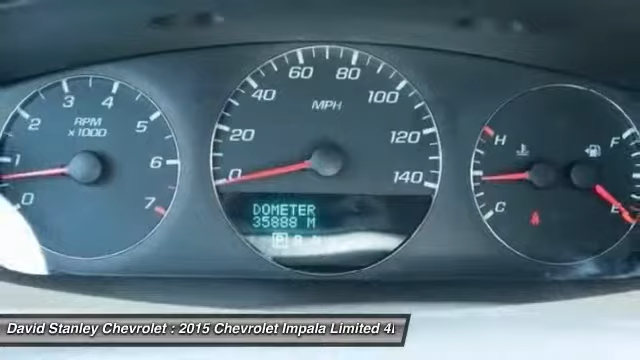 0 1 2 3 4 5 6 7
RPM
x1000
0 20 40 60 80 100 120 140
MPH
DOMETER
35888 M
P R N
H
C
F
E
David Stanley Chevrolet : 2015 Chevrolet Impala Limited 4